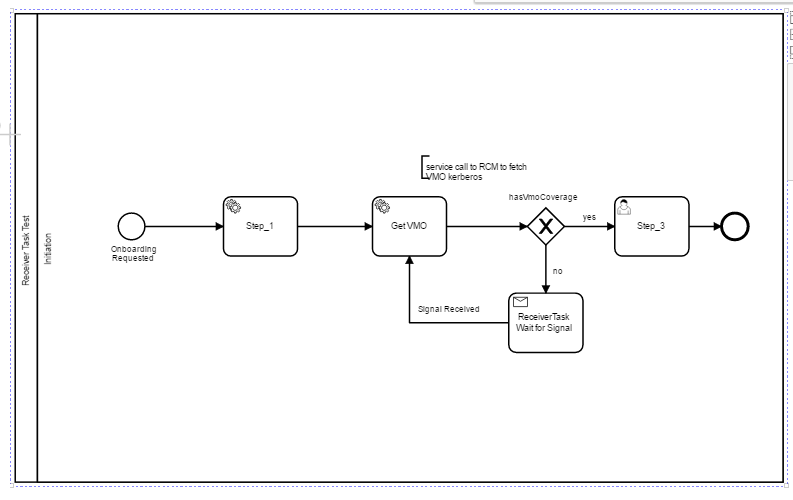 Receiver Task Test
Initiation
Onboarding
Requested
Step_1
service call to RCM to fetch
VMO kerberos
Get VMO
hasVmoCoverage
yes
Step_3
no
ReceiverTask
Wait for Signal
Signal Received